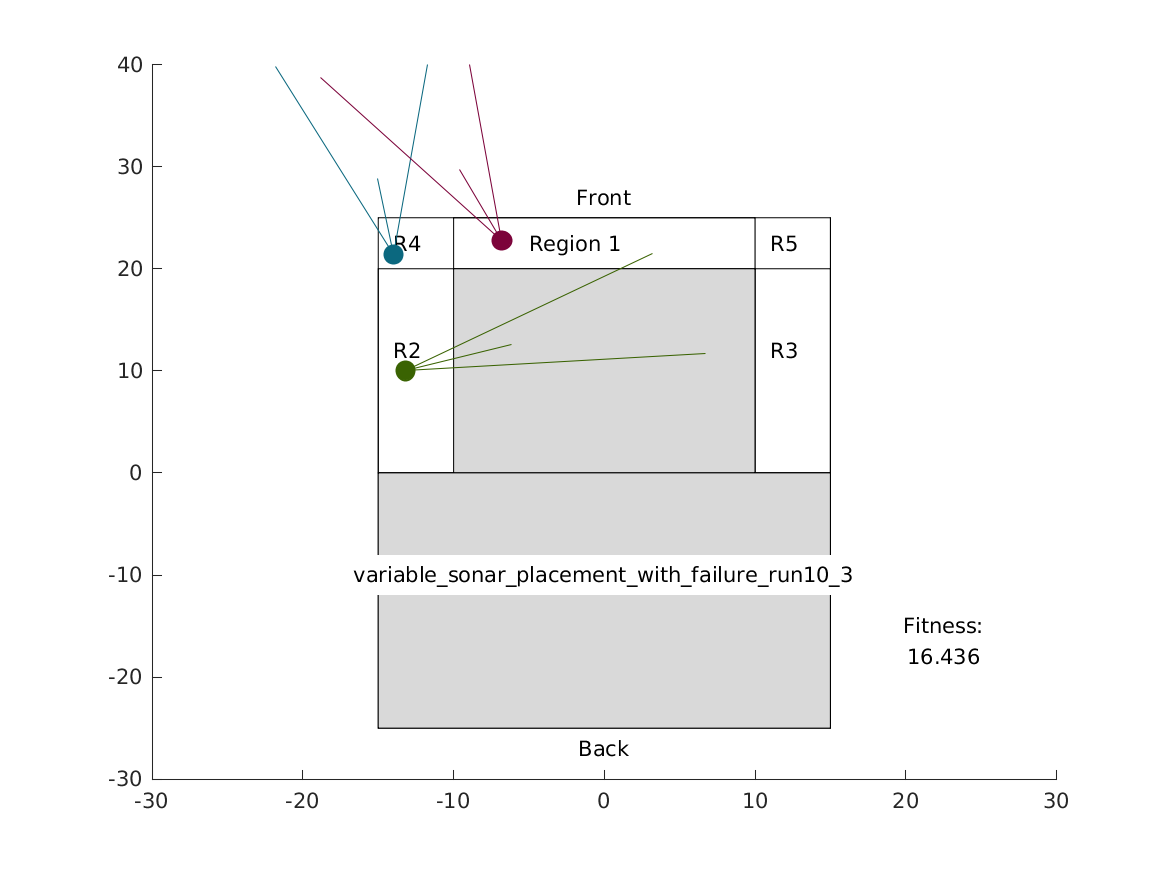 40
30
20
10
0
-10
-20
-30
-30
-20
-10
0
10
20
30
Front
R4
Region 1
R5
R2
R3
variable_sonar_placement_with_failure_run10_3
Fitness:
16.436
Back